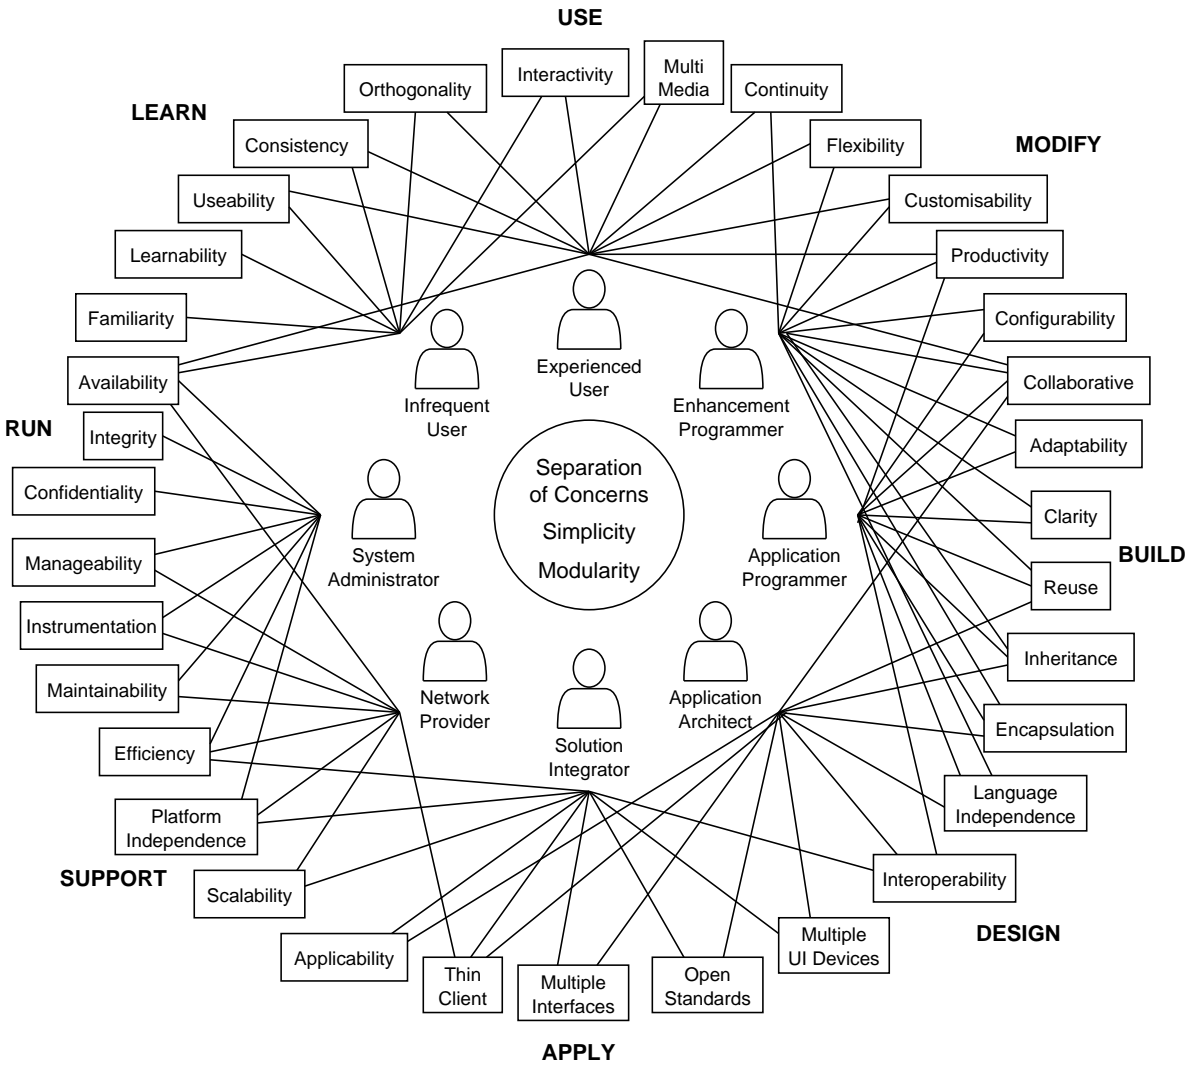 USE
Interactivity
Multi
Media
Orthogonality
Continuity
LEARN
Consistency
Flexibility
MODIFY
Useability
Customisability
Learnability
Productivity
Familiarity
Configurability
Availability
Collaborative
RUN
Integrity
Adaptability
Confidentiality
Clarity
BUILD
Manageability
Reuse
Instrumentation
Inheritance
Maintainability
Encapsulation
Efficiency
Language
Independence
Platform
Independence
SUPPORT
Scalability
Interoperability
DESIGN
Applicability
Thin
Client
Multiple
Interfaces
Open
Standards
Multiple
UI Devices
APPLY
Experienced
User
Infrequent
User
Enhancement
Programmer
System
Administrator
Application
Programmer
Network
Provider
Solution
Integrator
Application
Architect
Separation
of Concerns
Simplicity
Modularity